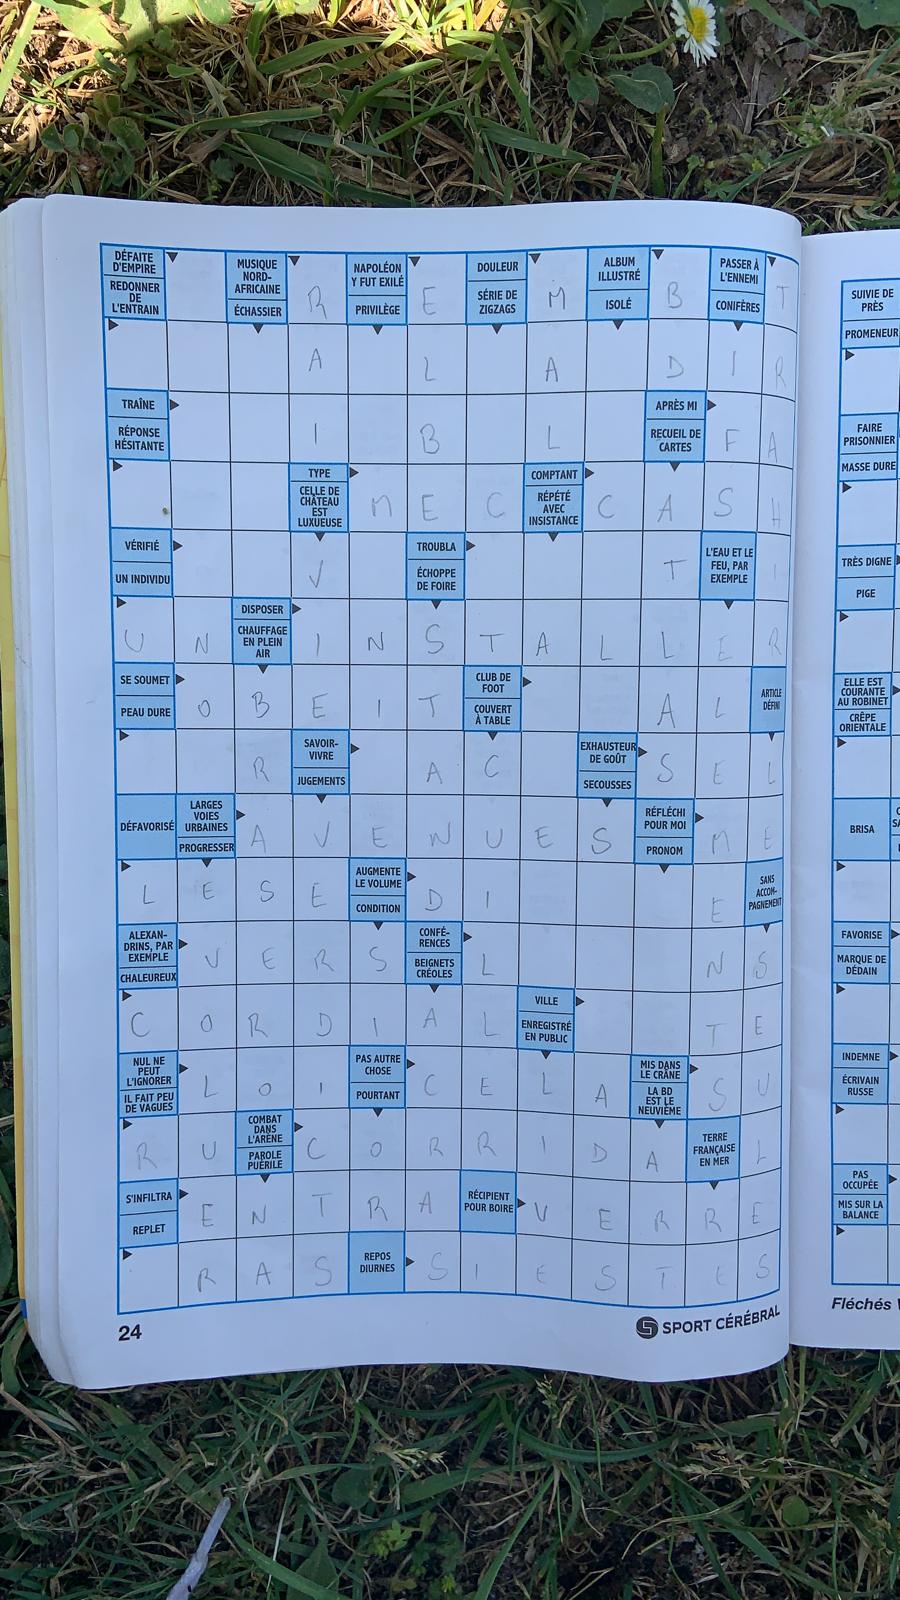 DÉFAITE D'EMPIRE
REDONNER DE L'ENTRAIN
MUSIQUE NORD-AFRICAINE
ÉCHASSIER
R
NAPOLÉON Y FUT EXILÉ
PRIVILÈGE
E
DOULEUR
SÉRIE DE ZIGZAGS
M
ALBUM ILLUSTRÉ
ISOLÉ
B
PASSER À L'ENNEMI
CONIFÈRES
T
A L A D I R
TRAÎNE
RÉPONSE HÉSITANTE
I B L
APRÈS MI
RECUEIL DE CARTES
F A
TYPE
CELLE DE CHÂTEAU EST LUXUEUSE
M E C
COMPTANT
RÉPÉTÉ AVEC INSISTANCE
C A S H
VÉRIFIÉ
UN INDIVIDU
V
TROUBLA
ÉCHOPPE DE FOIRE
T
L'EAU ET LE FEU, PAR EXEMPLE
I
U N
DISPOSER
CHAUFFAGE EN PLEIN AIR
I N S T A L L E R
SE SOUMET
PEAU DURE
O B E I T
CLUB DE FOOT
COUVERT À TABLE
A L
ARTICLE DÉFINI
R
SAVOIR-VIVRE
JUGEMENTS
A C
EXHAUSTEUR DE GOÛT
SECOUSSES
S E L
DÉFAVORISÉ
LARGES VOIES URBAINES
PROGRESSER
A V E N U E S
RÉFLÉCHI POUR MOI
PRONOM
M E
L E S E
AUGMENTE LE VOLUME
CONDITION
D I E
SANS ACCOM-PAGNEMENT
ALEXAN-DRINS, PAR EXEMPLE
CHALEUREUX
V E R S
CONFÉ-RENCES
BEIGNETS CRÉOLES
L N S
C O R D I A L
VILLE
ENREGISTRÉ EN PUBLIC
T E
NUL NE PEUT L'IGNORER
IL FAIT PEU DE VAGUES
L O I
PAS AUTRE CHOSE
POURTANT
C E L A
MIS DANS LE CRÂNE
LA BD EST LE NEUVIÈME
S U
R U
COMBAT DANS L'ARÈNE
PAROLE PUÉRILE
C O R R I D A
TERRE FRANÇAISE EN MER
L
S'INFILTRA
REPLET
E N T R A
RÉCIPIENT POUR BOIRE
V E R R E
R A S
REPOS DIURNES
S I E S T E S
24
SPORT CÉRÉBRAL
SUIVIE DE PRÈS
PROMENEUR
FAIRE PRISONNIER
MASSE DURE
TRÈS DIGNE
PIGE
ELLE EST COURANTE AU ROBINET
CRÊPE ORIENTALE
BRISA
FAVORISE
MARQUE DE DÉDAIN
INDEMNE
ÉCRIVAIN RUSSE
PAS OCCUPÉE
MIS SUR LA BALANCE
Fléchés